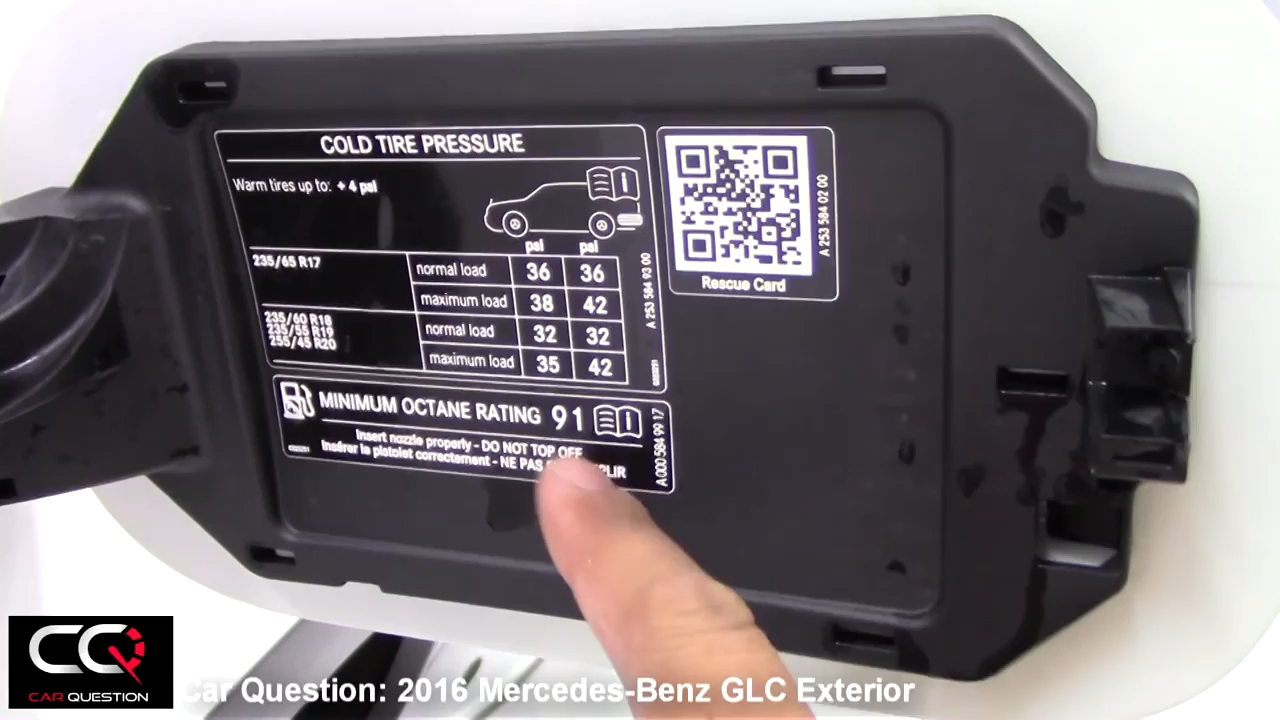 COLD TIRE PRESSURE
Warm tires up to: + 4 psi
psi psi
235/65 R17 normal load 36 36
maximum load 38 42
235/60 R18
235/55 R19
255/45 R20
normal load 32 32
maximum load 35 42
A 253 584 93 00
MINIMUM OCTANE RATING 91
Insert nozzle properly - DO NOT TOP OFF
Insérer le pistolet correctement - NE PAS
A 000 584 99 17
Rescue Card
A 253 584 02 00
CQ
CAR QUESTION
Car Question: 2016 Mercedes-Benz GLC Exterior